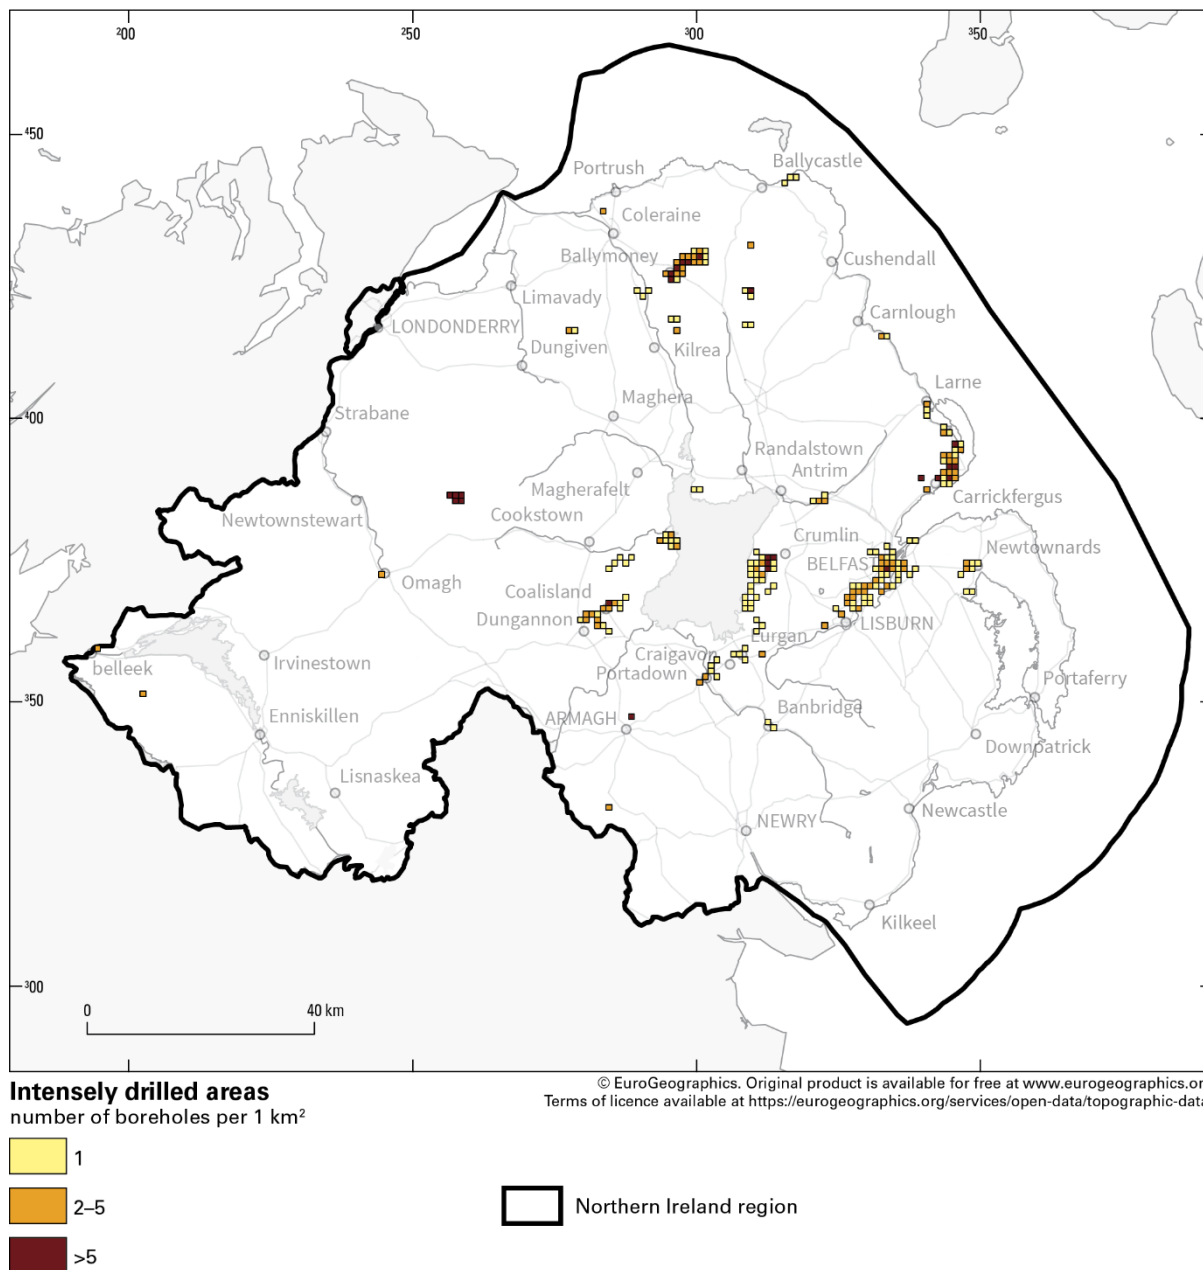 200
250
300
350
450
Ballycastle
Portrush
Coleraine
Ballymoney
Cushendall
Limavady
Carnlough
LONDONDERRY
Dungiven
Kilrea
Larne
Maghera
400
Strabane
Randalstown
Antrim
Magherafelt
Carrickfergus
Newtownstewart
Cookstown
Crumlin
BELFAST
Newtownards
Omagh
Coalisland
Dungannon
LISBURN
Lurgan
Craigavon
belleek
Irvinestown
Portadown
Portaferry
350
Enniskillen
ARMAGH
Banbridge
Downpatrick
Lisnaskea
Newcastle
NEWRY
Kilkeel
300
0 40 km
Intensely drilled areas
number of boreholes per 1 km²
© EuroGeographics. Original product is available for free at www.eurogeographics.or
Terms of licence available at https://eurogeographics.org/services/open-data/topographic-data
1
2–5
>5
Northern Ireland region